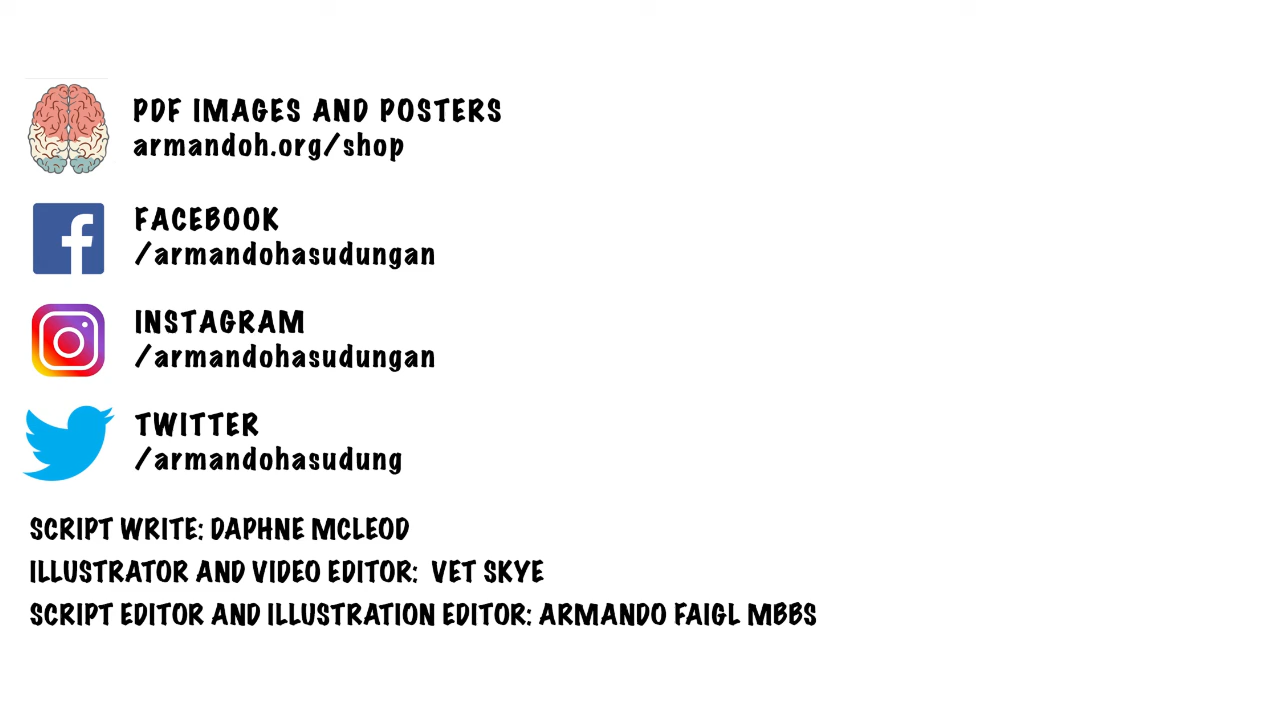 PDF IMAGES AND POSTERS
armandoh.org/shop
FACEBOOK
/armandohasudungan
INSTAGRAM
/armandohasudungan
TWITTER
/armandohasudung
SCRIPT WRITE: DAPHNE MCLEOD
ILLUSTRATOR AND VIDEO EDITOR: VET SKYE
SCRIPT EDITOR AND ILLUSTRATION EDITOR: ARMANDO FAIGL MBBS